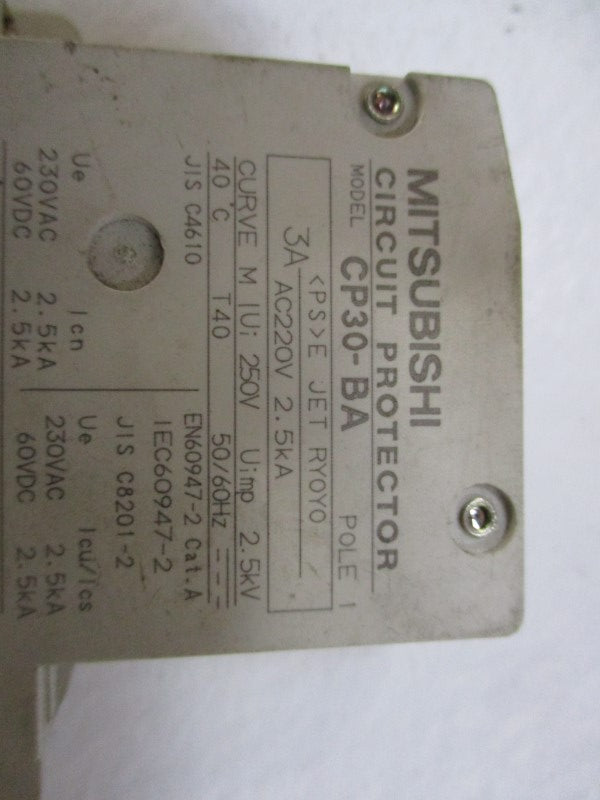 MITSUBISHI
CIRCUIT PROTECTOR
MODEL CP30-BA POLE 1
<PS>E JET RYOYO
3A AC220V 2.5kA
CURVE M Ui 250V Uimp 2.5kV
40°C T40 50/60Hz
JIS C4610
Ue Icn
230VAC 2.5kA
60VDC 2.5kA
EN60947-2 Cat.A
IEC60947-2
JIS C8201-2
Ue Icu/Ics
230VAC 2.5kA
60VDC 2.5kA